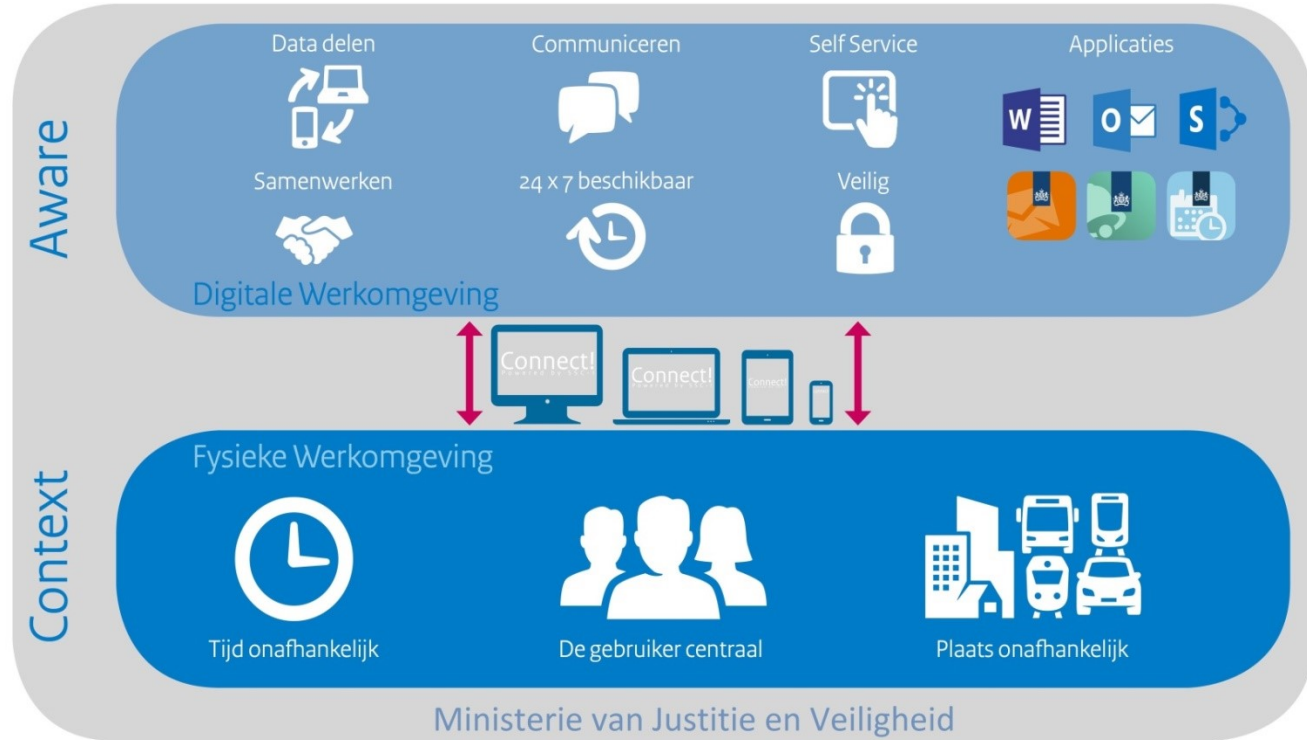 Aware
Data delen
Communiceren
Self Service
Applicaties
W
O
S
Samenwerken
24 x 7 beschikbaar
Veilig
Digitale Werkomgeving
Connect!
Connect!
Connect!
Context
Fysieke Werkomgeving
Tijd onafhankelijk
De gebruiker centraal
Plaats onafhankelijk
Ministerie van Justitie en Veiligheid